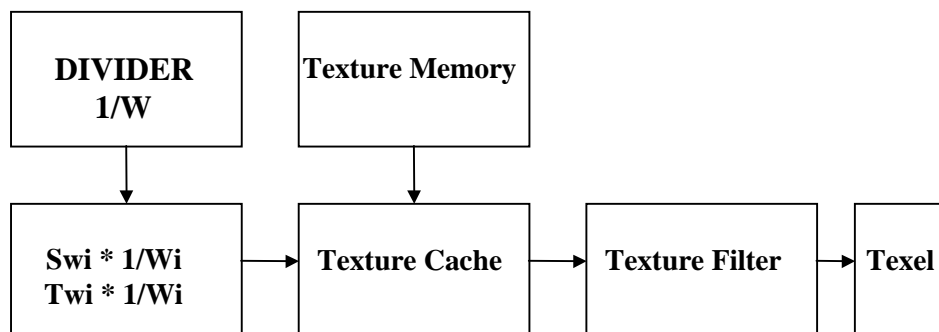 DIVIDER
1/W
Texture Memory
Swi * 1/Wi
Twi * 1/Wi
Texture Cache
Texture Filter
Texel